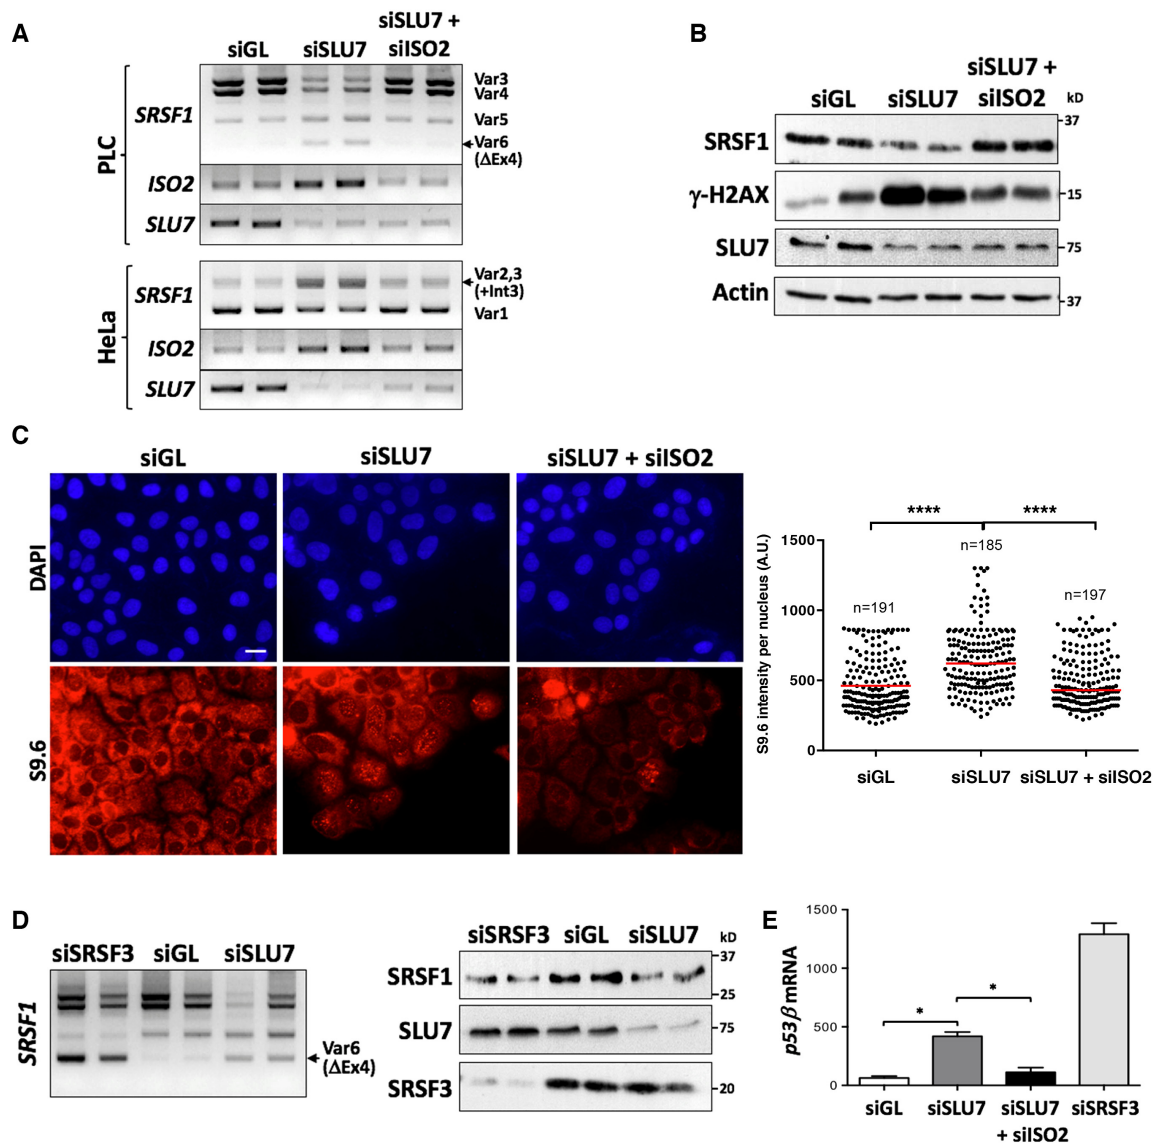 A
siGL
siSLU7
siSLU7 +
siISO2
PLC
SRSF1
Var3
Var4
Var5
Var6
(ΔEx4)
ISO2
SLU7
HeLa
SRSF1
Var2,3
(+Int3)
Var1
ISO2
SLU7
B
siGL
siSLU7
siSLU7 +
siISO2
kD
SRSF1
37
γ-H2AX
15
SLU7
75
Actin
37
C
siGL
siSLU7
siSLU7 + siISO2
DAPI
S9.6
S9.6 intensity per nucleus (A.U.)
1500
1000
500
0
****
****
n=191
n=185
n=197
siGL
siSLU7
siSLU7 + siISO2
D
siSRSF3
siGL
siSLU7
SRSF1
Var6
(ΔEx4)
siSRSF3
siGL
siSLU7
kD
SRSF1
37
25
SLU7
75
SRSF3
20
E
p53β mRNA
1500
1000
500
0
*
*
siGL
siSLU7
siSLU7
+ siISO2
siSRSF3